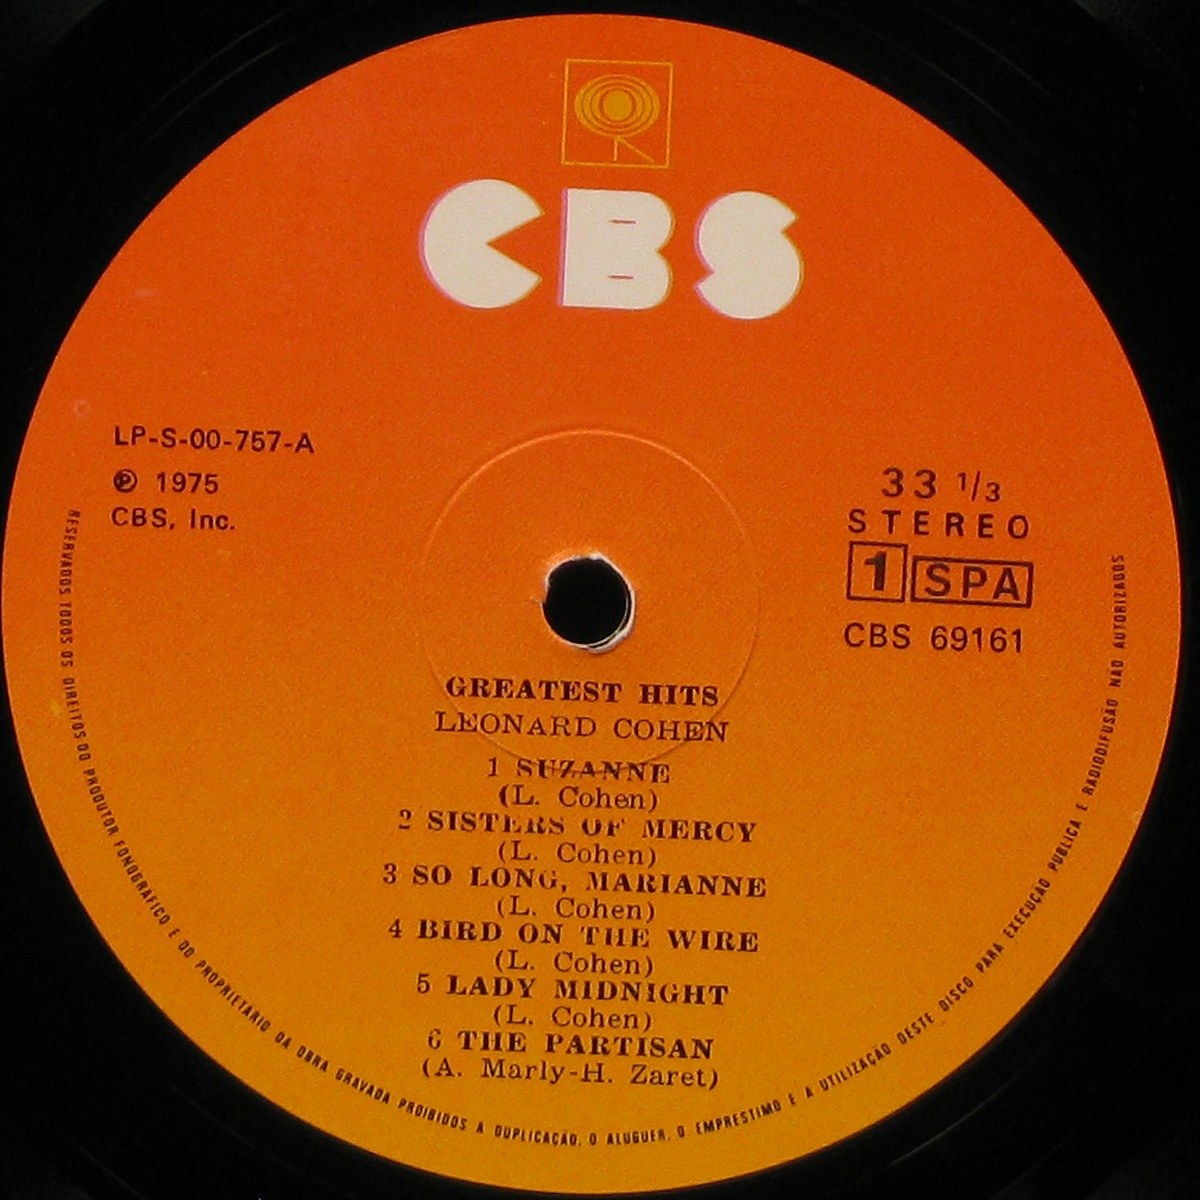 CBS
LP-S-00-757-A
℗ 1975
CBS, Inc.
33 1/3
STEREO
1 SPA
CBS 69161
GREATEST HITS
LEONARD COHEN
1 SUZANNE
(L. Cohen)
2 SISTERS OF MERCY
(L. Cohen)
3 SO LONG, MARIANNE
(L. Cohen)
4 BIRD ON THE WIRE
(L. Cohen)
5 LADY MIDNIGHT
(L. Cohen)
6 THE PARTISAN
(A. Marly-H. Zaret)
RESERVADOS TODOS OS DIREITOS DO PRODUTOR FONOGRÁFICO E DO PROPRIETÁRIO DA OBRA GRAVADA PROIBIDOS A DUPLICAÇÃO, O ALUGUER, O EMPRESTIMO E A UTILIZAÇÃO DESTE DISCO PARA EXECUÇÃO PUBLICA E RADIODIFUSÃO NÃO AUTORIZADOS